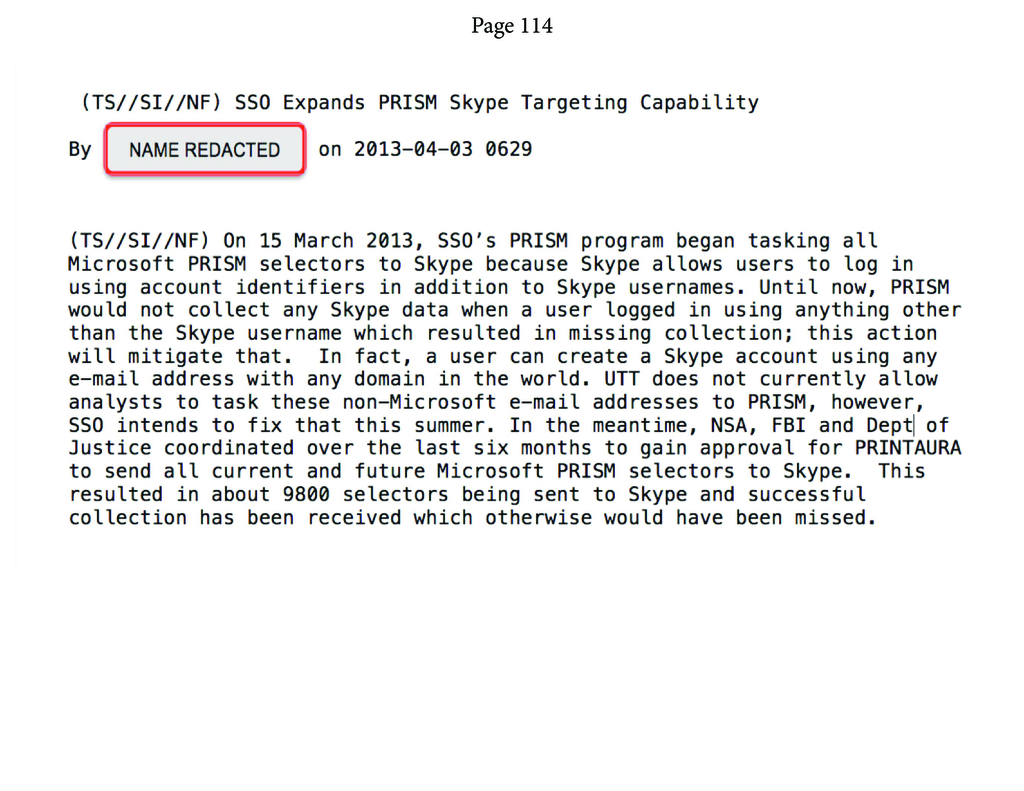 Page 114
(TS//SI//NF) SSO Expands PRISM Skype Targeting Capability
By NAME REDACTED on 2013-04-03 0629
(TS//SI//NF) On 15 March 2013, SSO's PRISM program began tasking all
Microsoft PRISM selectors to Skype because Skype allows users to log in
using account identifiers in addition to Skype usernames. Until now, PRISM
would not collect any Skype data when a user logged in using anything other
than the Skype username which resulted in missing collection; this action
will mitigate that.  In fact, a user can create a Skype account using any
e-mail address with any domain in the world. UTT does not currently allow
analysts to task these non-Microsoft e-mail addresses to PRISM, however,
SSO intends to fix that this summer. In the meantime, NSA, FBI and Dept of
Justice coordinated over the last six months to gain approval for PRINTAURA
to send all current and future Microsoft PRISM selectors to Skype.  This
resulted in about 9800 selectors being sent to Skype and successful
collection has been received which otherwise would have been missed.